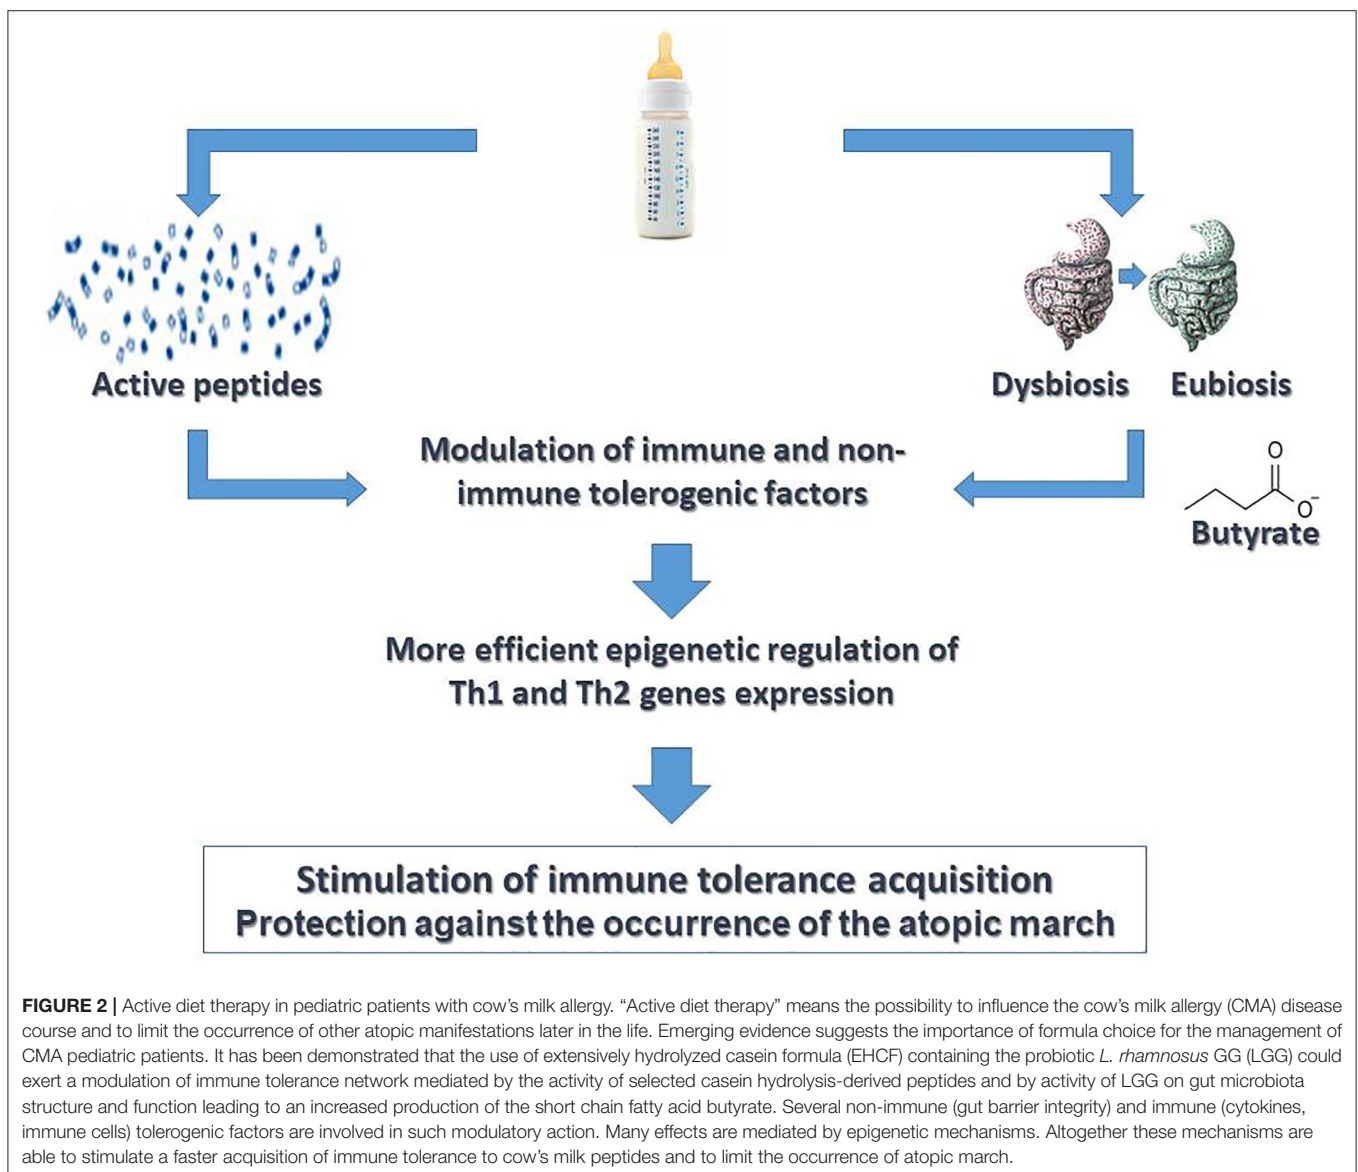 Active peptides
Dysbiosis
Eubiosis
Modulation of immune and non-
immune tolerogenic factors
O
O−
Butyrate
More efficient epigenetic regulation of
Th1 and Th2 genes expression
Stimulation of immune tolerance acquisition
Protection against the occurrence of the atopic march
FIGURE 2 | Active diet therapy in pediatric patients with cow's milk allergy. “Active diet therapy” means the possibility to influence the cow's milk allergy (CMA) disease
course and to limit the occurrence of other atopic manifestations later in the life. Emerging evidence suggests the importance of formula choice for the management of
CMA pediatric patients. It has been demonstrated that the use of extensively hydrolyzed casein formula (EHCF) containing the probiotic L. rhamnosus GG (LGG) could
exert a modulation of immune tolerance network mediated by the activity of selected casein hydrolysis-derived peptides and by activity of LGG on gut microbiota
structure and function leading to an increased production of the short chain fatty acid butyrate. Several non-immune (gut barrier integrity) and immune (cytokines,
immune cells) tolerogenic factors are involved in such modulatory action. Many effects are mediated by epigenetic mechanisms. Altogether these mechanisms are
able to stimulate a faster acquisition of immune tolerance to cow's milk peptides and to limit the occurrence of atopic march.